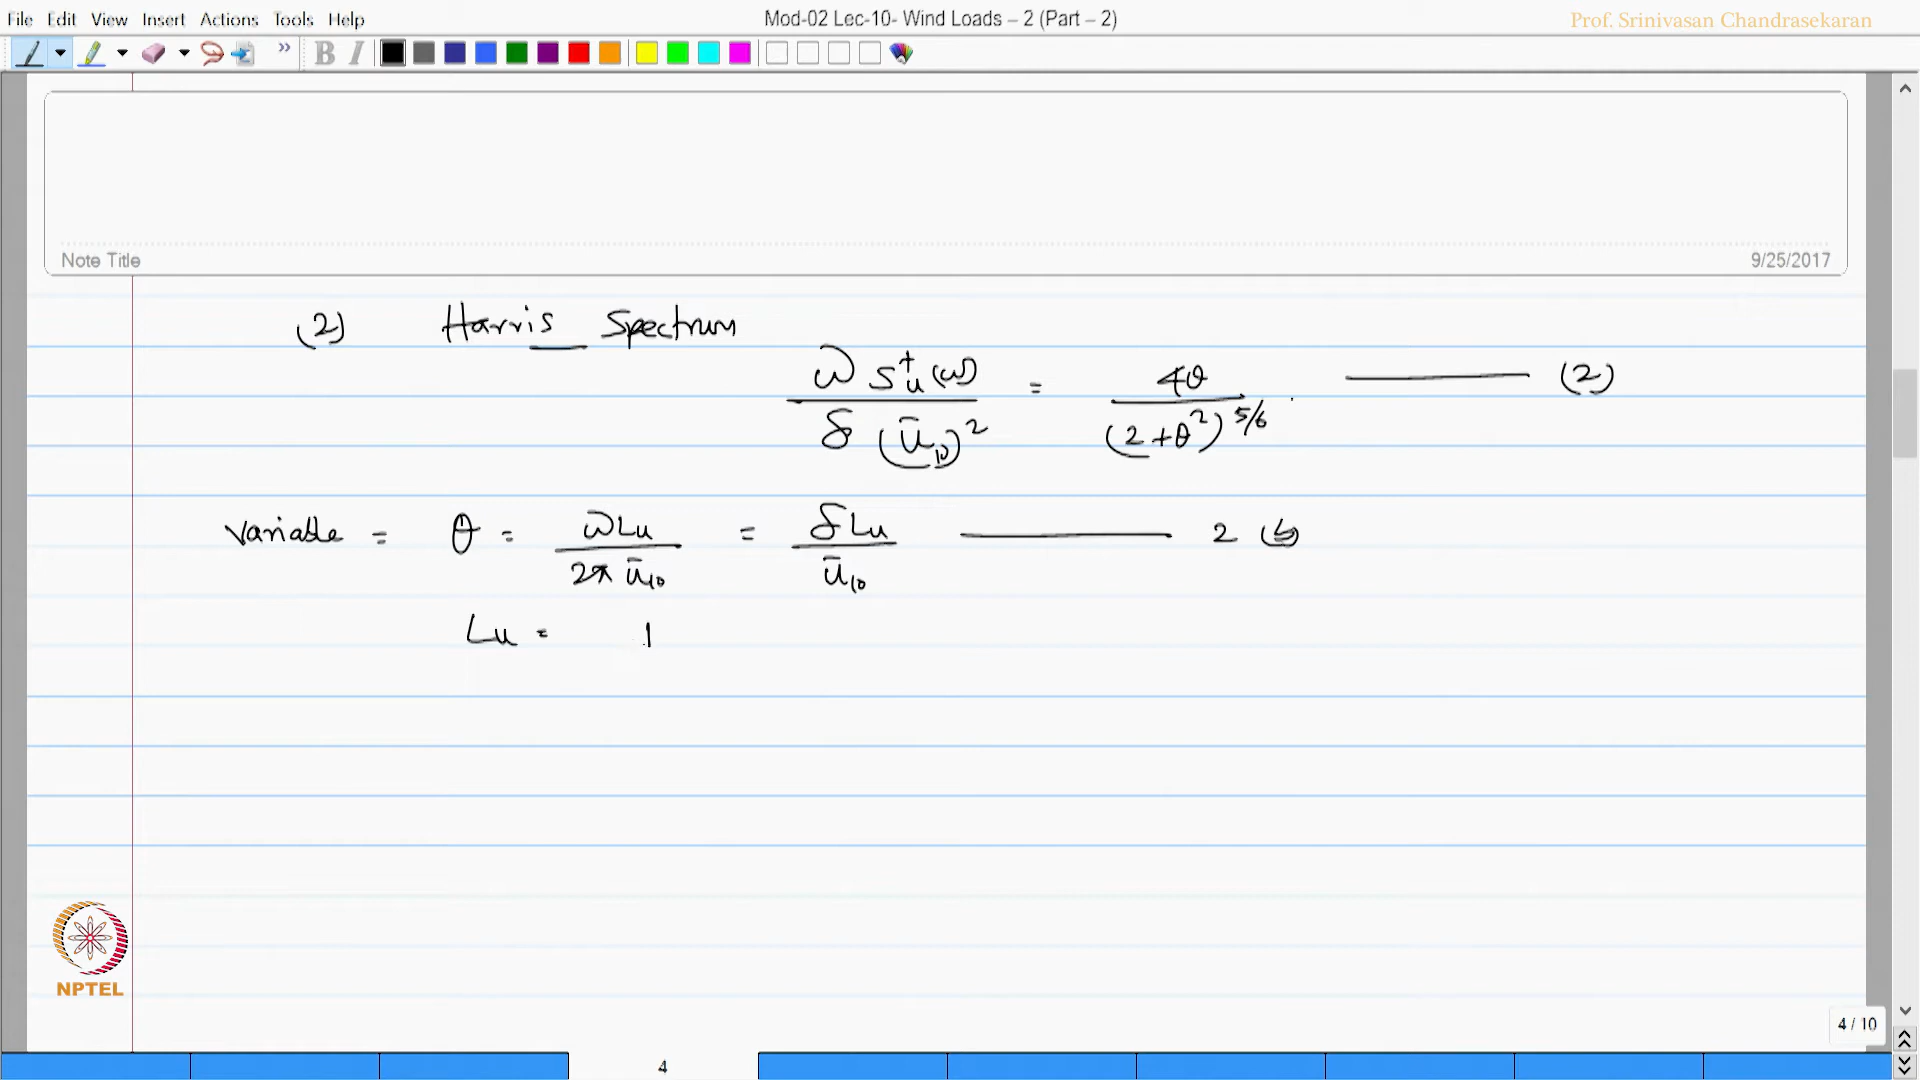 File Edit View Insert Actions Tools Help
Mod-02 Lec-10- Wind Loads – 2 (Part – 2)
Prof. Srinivasan Chandrasekaran
B I
Note Title
9/25/2017
(2) Harris Spectrum
ω S⁺ᵤ(ω) / δ (ū₁₀)² = 4θ / (2+θ²)^5/6 ——— (2)
Variable = θ = ωLu / 2π ū₁₀ = δLu / ū₁₀ ——— 2 (b)
Lu = 1
NPTEL
4 / 10
4